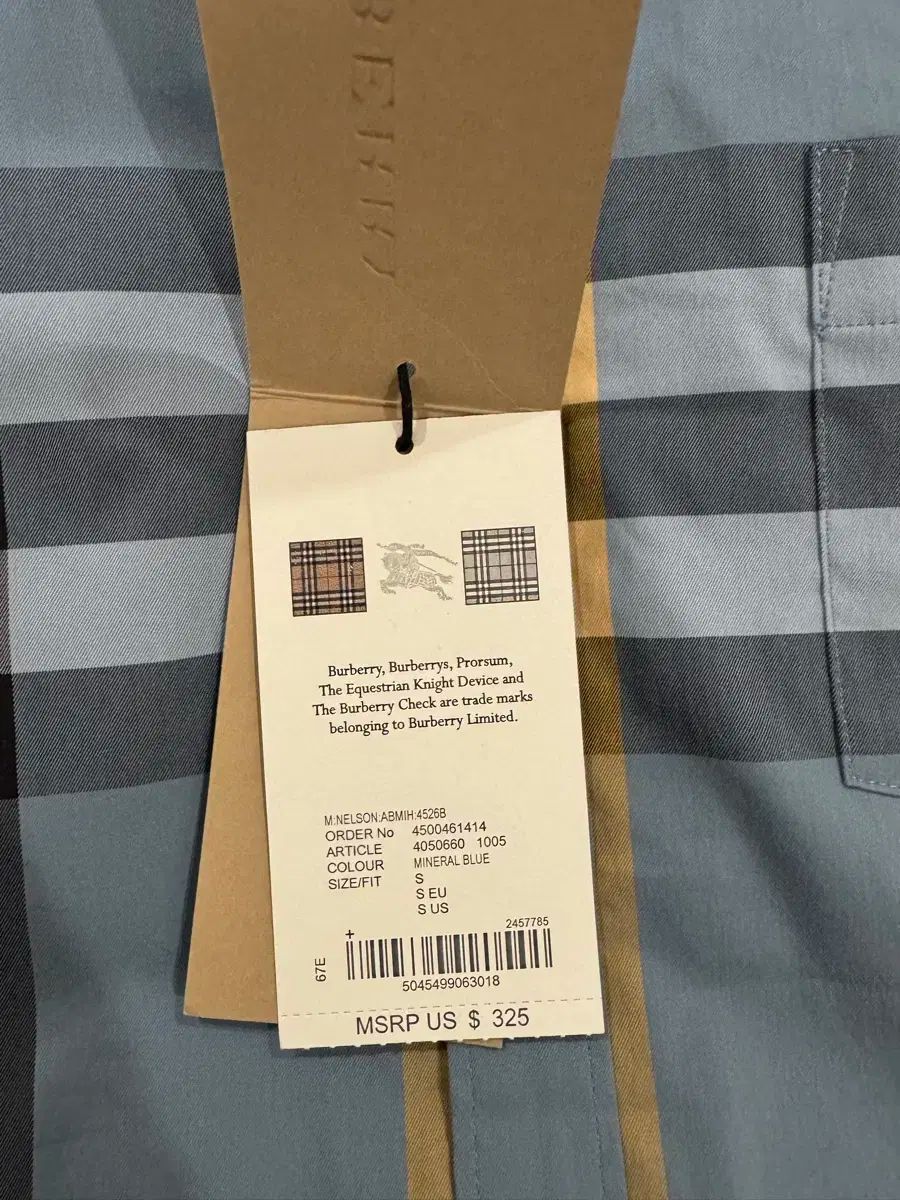 Burberry, Burberrys, Prorsum,
The Equestrian Knight Device and
The Burberry Check are trade marks
belonging to Burberry Limited.
M:NELSON:ABMIH:4526B
ORDER No 4500461414
ARTICLE 4050660 1005
COLOUR MINERAL BLUE
SIZE/FIT S
S EU
S US
2457785
67E
5045499063018
MSRP US $ 325